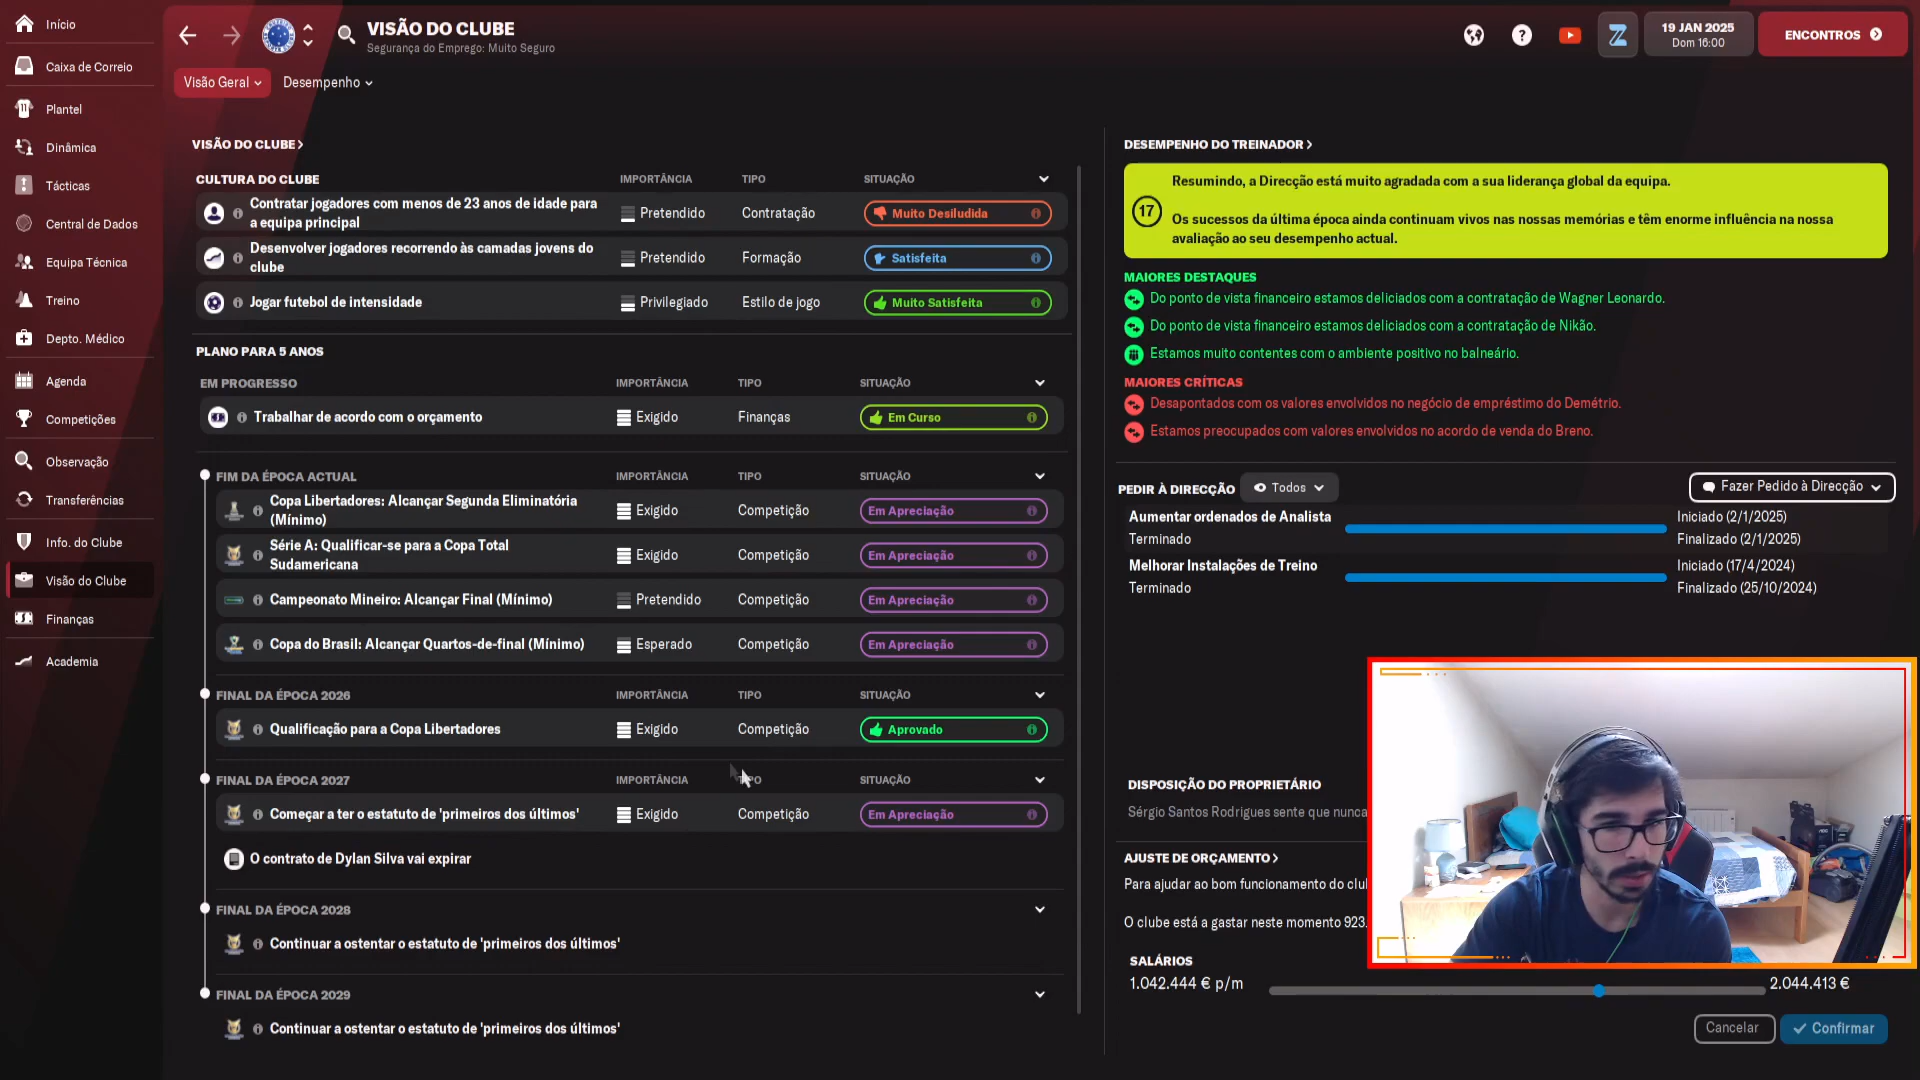 Início
Caixa de Correio
Plantel
Dinâmica
Tácticas
Central de Dados
Equipa Técnica
Treino
Depto. Médico
Agenda
Competições
Observação
Transferências
Info. do Clube
Visão do Clube
Finanças
Academia
VISÃO DO CLUBE
Segurança do Emprego: Muito Seguro
19 JAN 2025
Dom 16:00
ENCONTROS
Visão Geral
Desempenho
VISÃO DO CLUBE
CULTURA DO CLUBE IMPORTÂNCIA TIPO SITUAÇÃO
Contratar jogadores com menos de 23 anos de idade para
a equipa principal
Pretendido Contratação Muito Desiludida
Desenvolver jogadores recorrendo às camadas jovens do
clube
Pretendido Formação Satisfeita
Jogar futebol de intensidade Privilegiado Estilo de jogo Muito Satisfeita
PLANO PARA 5 ANOS
EM PROGRESSO IMPORTÂNCIA TIPO SITUAÇÃO
Trabalhar de acordo com o orçamento Exigido Finanças Em Curso
FIM DA ÉPOCA ACTUAL IMPORTÂNCIA TIPO SITUAÇÃO
Copa Libertadores: Alcançar Segunda Eliminatória
(Mínimo)
Exigido Competição Em Apreciação
Série A: Qualificar-se para a Copa Total
Sudamericana
Exigido Competição Em Apreciação
Campeonato Mineiro: Alcançar Final (Mínimo) Pretendido Competição Em Apreciação
Copa do Brasil: Alcançar Quartos-de-final (Mínimo) Esperado Competição Em Apreciação
FINAL DA ÉPOCA 2026 IMPORTÂNCIA TIPO SITUAÇÃO
Qualificação para a Copa Libertadores Exigido Competição Aprovado
FINAL DA ÉPOCA 2027 IMPORTÂNCIA TIPO SITUAÇÃO
Começar a ter o estatuto de 'primeiros dos últimos' Exigido Competição Em Apreciação
O contrato de Dylan Silva vai expirar
FINAL DA ÉPOCA 2028
Continuar a ostentar o estatuto de 'primeiros dos últimos'
FINAL DA ÉPOCA 2029
Continuar a ostentar o estatuto de 'primeiros dos últimos'
DESEMPENHO DO TREINADOR
17
Resumindo, a Direcção está muito agradada com a sua liderança global da equipa.
Os sucessos da última época ainda continuam vivos nas nossas memórias e têm enorme influência na nossa
avaliação ao seu desempenho actual.
MAIORES DESTAQUES
Do ponto de vista financeiro estamos deliciados com a contratação de Wagner Leonardo.
Do ponto de vista financeiro estamos deliciados com a contratação de Nikão.
Estamos muito contentes com o ambiente positivo no balneário.
MAIORES CRÍTICAS
Desapontados com os valores envolvidos no negócio de empréstimo do Demétrio.
Estamos preocupados com valores envolvidos no acordo de venda do Breno.
PEDIR À DIRECÇÃO Todos Fazer Pedido à Direcção
Aumentar ordenados de Analista Iniciado (2/1/2025)
Terminado Finalizado (2/1/2025)
Melhorar Instalações de Treino Iniciado (17/4/2024)
Terminado Finalizado (25/10/2024)
DISPOSIÇÃO DO PROPRIETÁRIO
Sérgio Santos Rodrigues sente que nunca
AJUSTE DE ORÇAMENTO
Para ajudar ao bom funcionamento do
O clube está a gastar neste momento 923.
SALÁRIOS
1.042.444 € p/m 2.044.413 €
Cancelar Confirmar